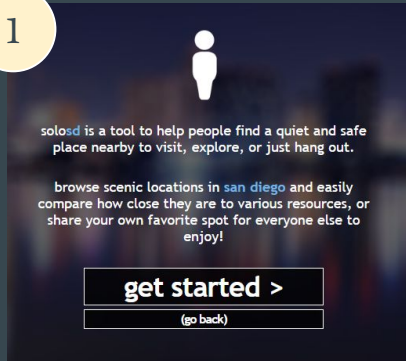 1
solosd is a tool to help people find a quiet and safe
place nearby to visit, explore, or just hang out.
browse scenic locations in san diego and easily
compare how close they are to various resources, or
share your own favorite spot for everyone else to
enjoy!
get started >
(go back)